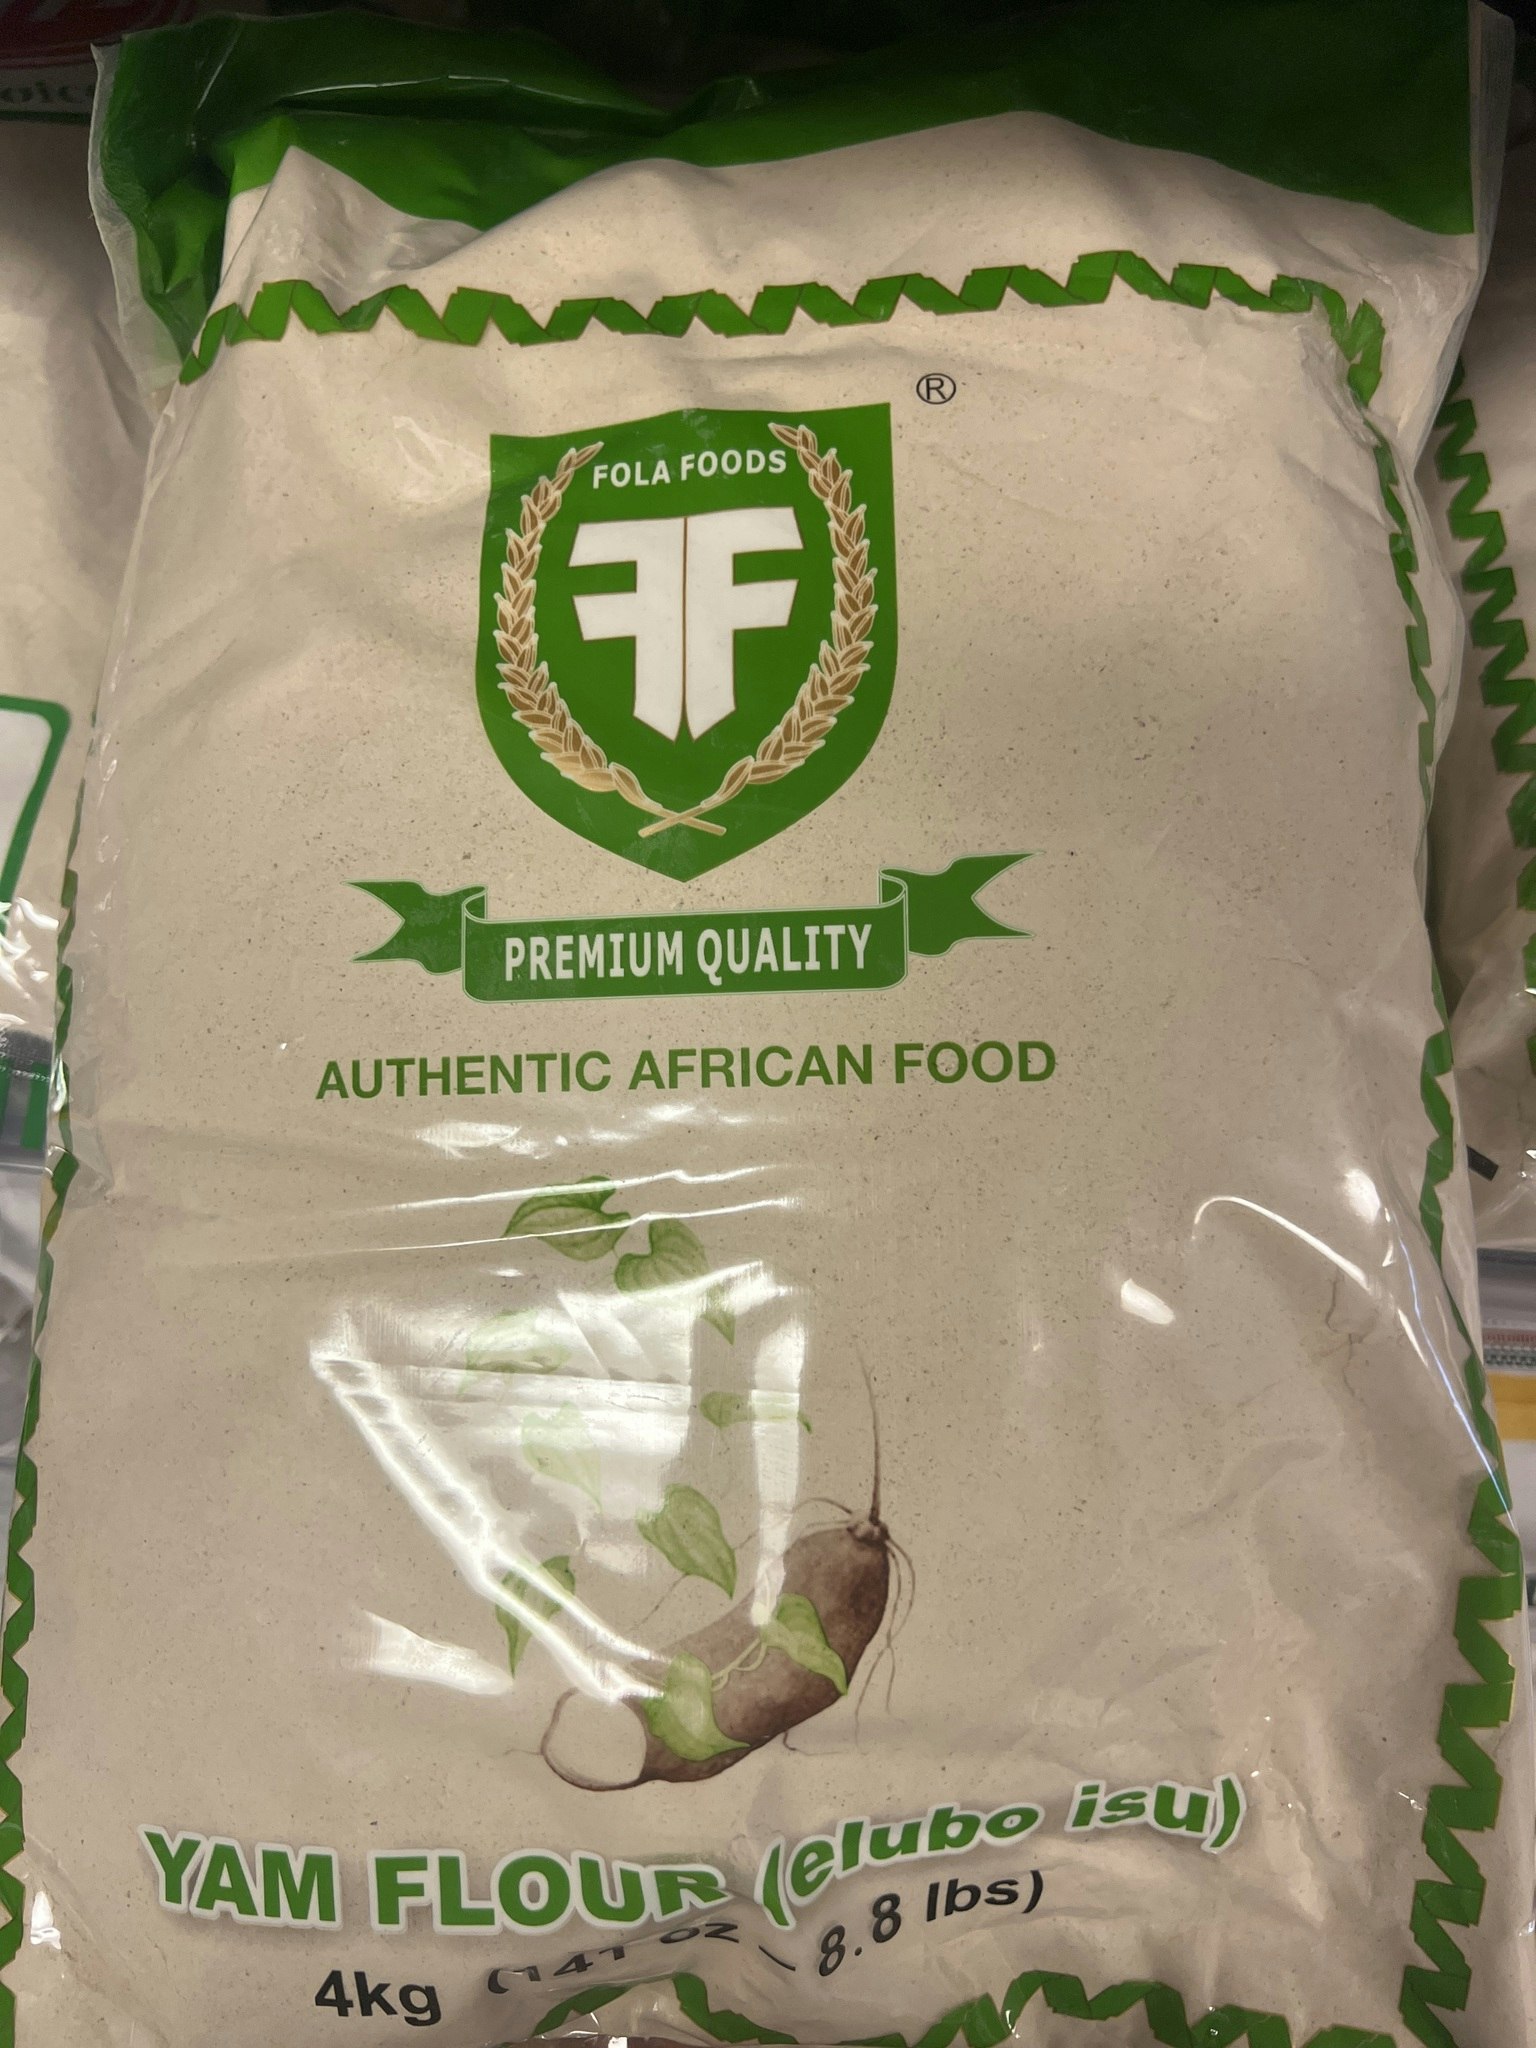 ®
FOLA FOODS
FF
PREMIUM QUALITY
AUTHENTIC AFRICAN FOOD
YAM FLOUR (elubo isu)
4kg (141 oz \ 8.8 lbs)